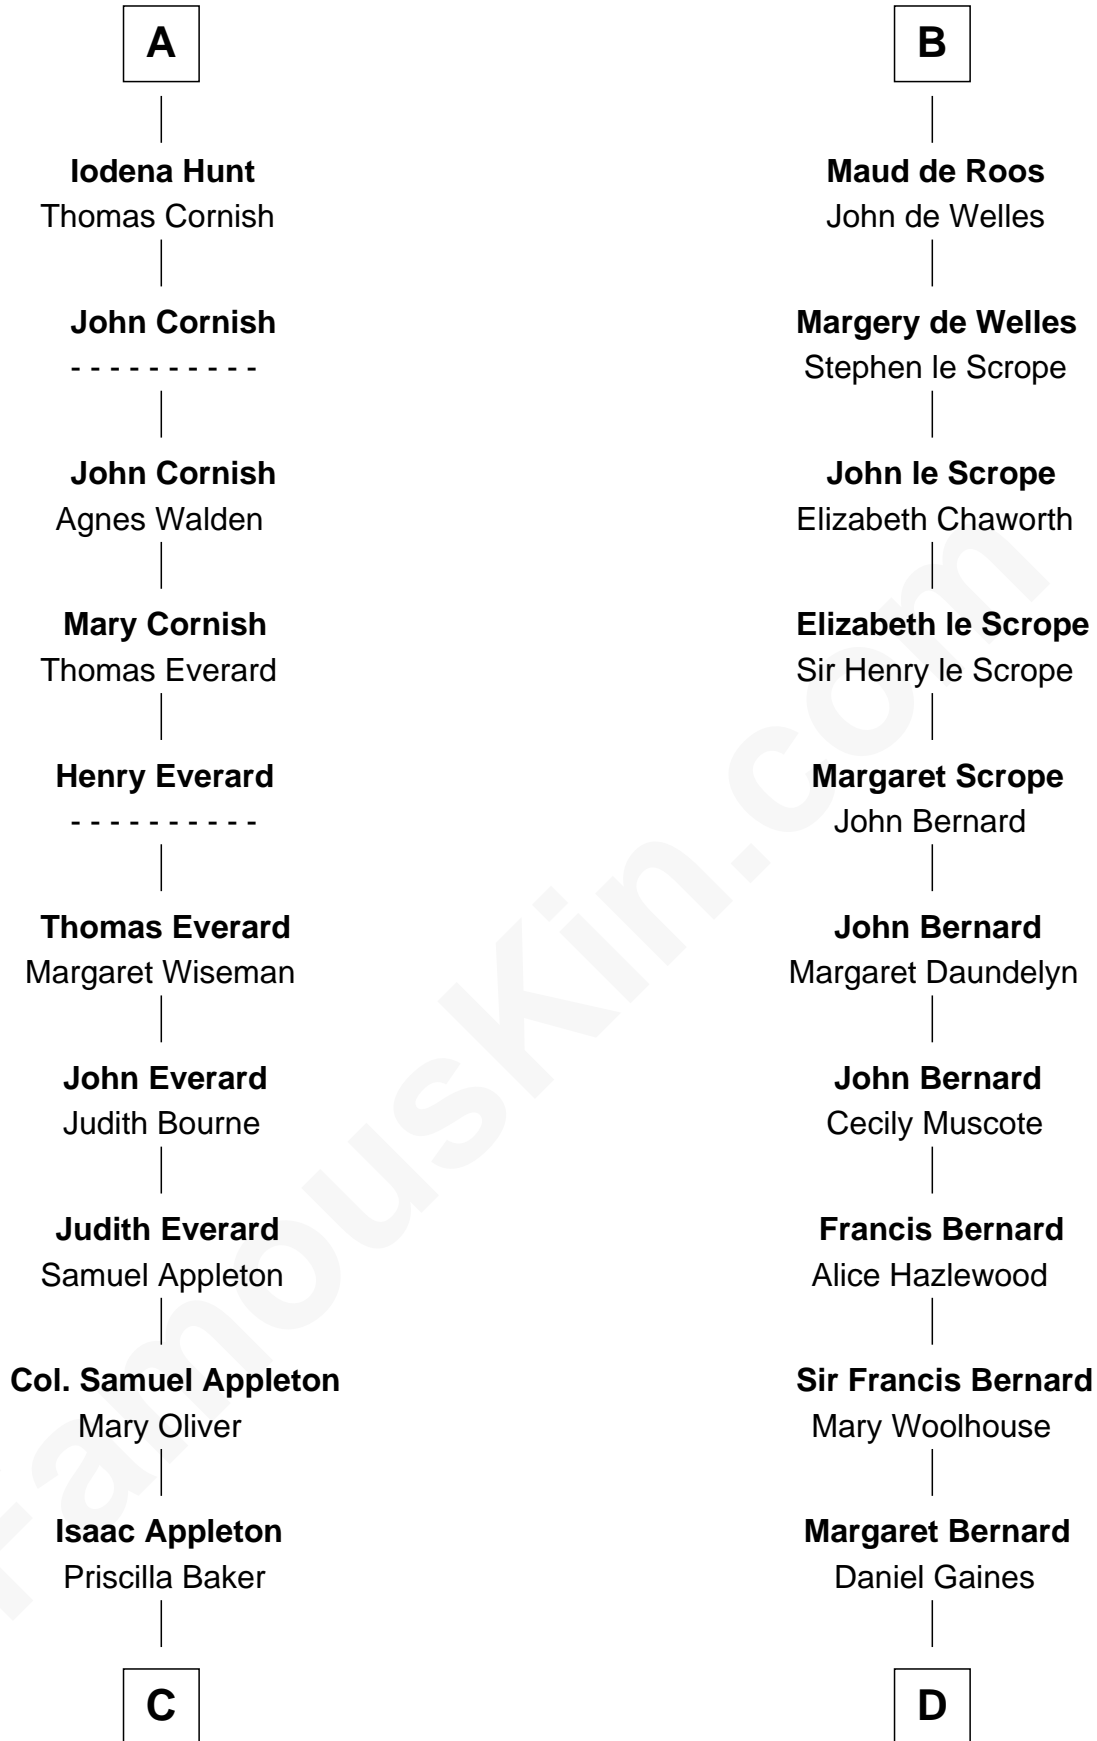 A
Iodena Hunt
Thomas Cornish
John Cornish
- - - - - - - - - -
John Cornish
Agnes Walden
Mary Cornish
Thomas Everard
Henry Everard
- - - - - - - - - -
Thomas Everard
Margaret Wiseman
John Everard
Judith Bourne
Judith Everard
Samuel Appleton
Col. Samuel Appleton
Mary Oliver
Isaac Appleton
Priscilla Baker
C
B
Maud de Roos
John de Welles
Margery de Welles
Stephen le Scrope
John le Scrope
Elizabeth Chaworth
Elizabeth le Scrope
Sir Henry le Scrope
Margaret Scrope
John Bernard
John Bernard
Margaret Daundelyn
John Bernard
Cecily Muscote
Francis Bernard
Alice Hazlewood
Sir Francis Bernard
Mary Woolhouse
Margaret Bernard
Daniel Gaines
D
FamousKin.com